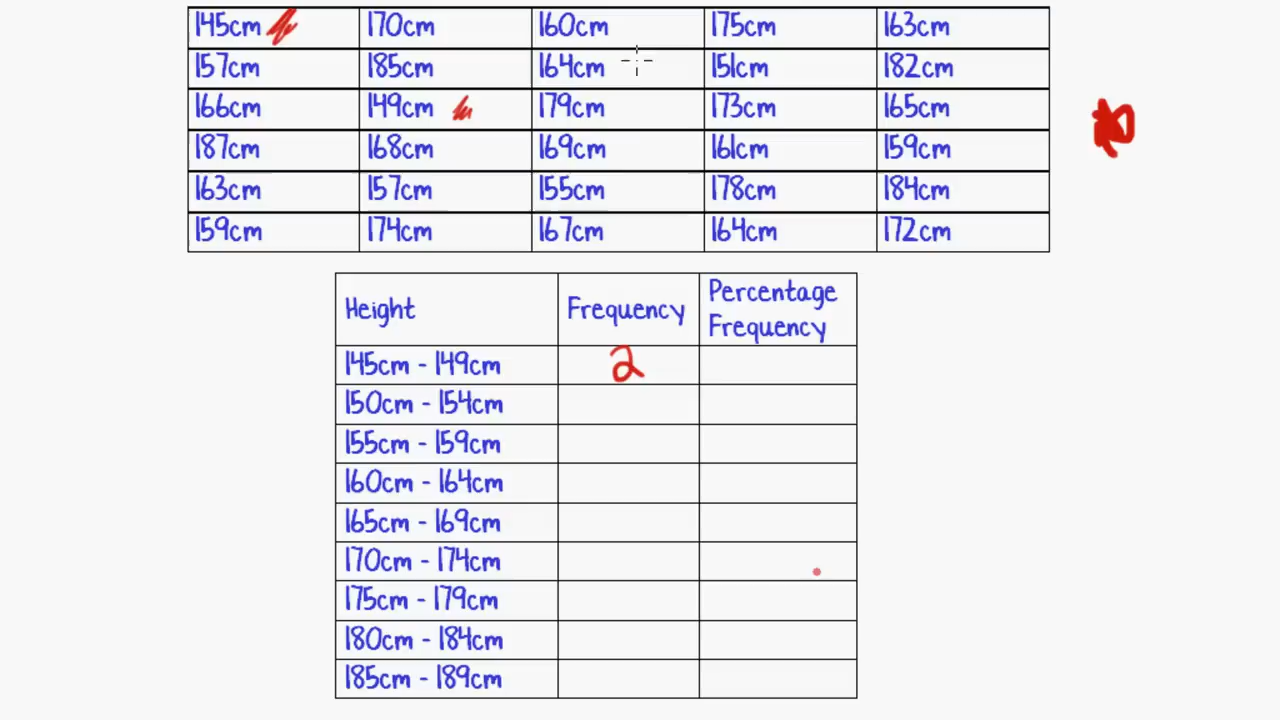 145cm 170cm 160cm 175cm 163cm
157cm 185cm 164cm 151cm 182cm
166cm 149cm 179cm 173cm 165cm
187cm 168cm 169cm 161cm 159cm
163cm 157cm 155cm 178cm 184cm
159cm 174cm 167cm 164cm 172cm
Height Frequency Percentage Frequency
145cm - 149cm 2
150cm - 154cm
155cm - 159cm
160cm - 164cm
165cm - 169cm
170cm - 174cm
175cm - 179cm
180cm - 184cm
185cm - 189cm